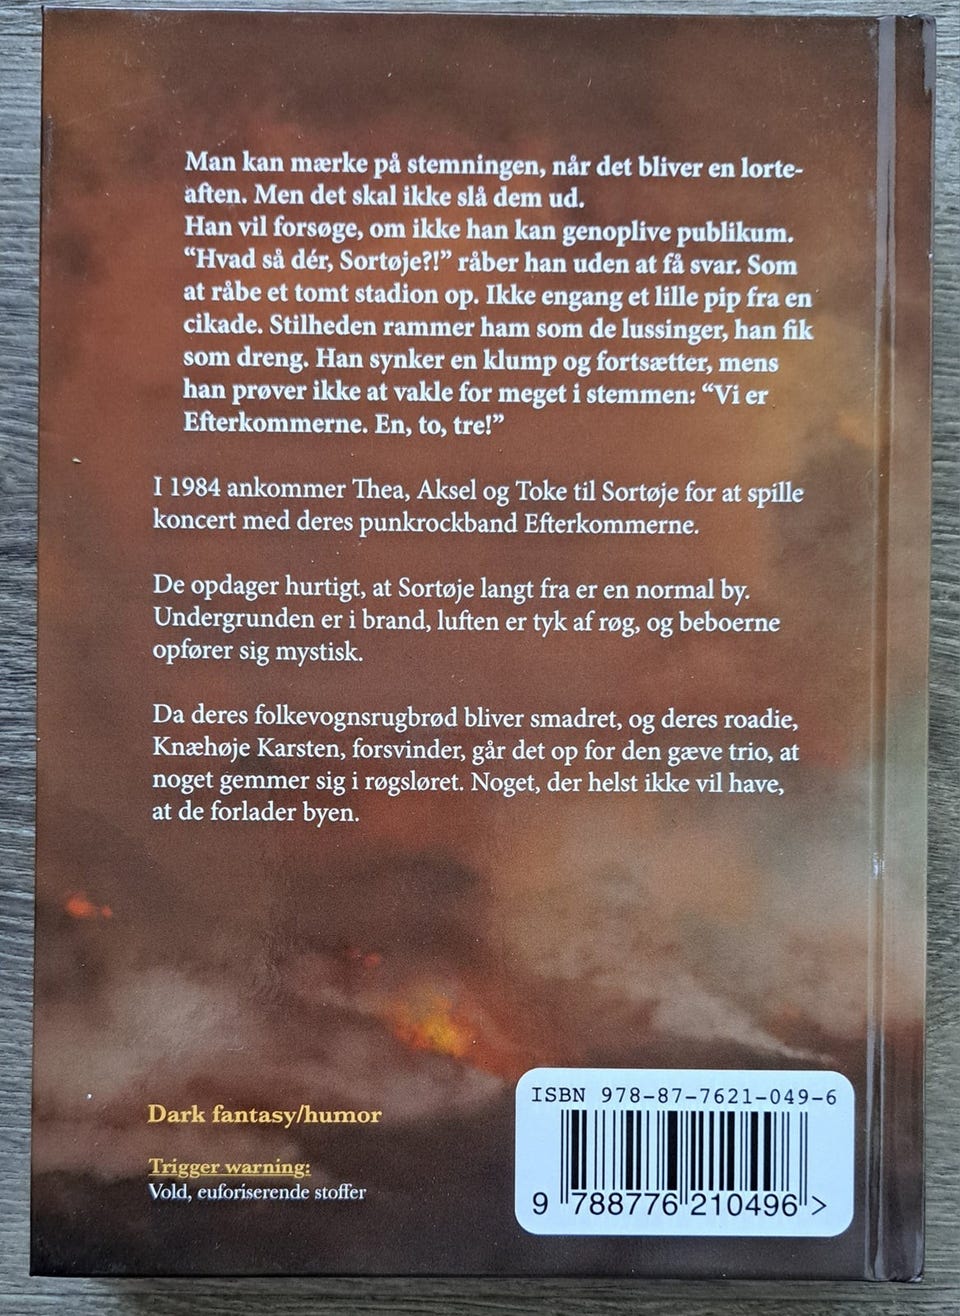 Man kan mærke på stemningen, når det bliver en lorte-
aften. Men det skal ikke slå dem ud.
Han vil forsøge, om ikke han kan genoplive publikum.
“Hvad så dér, Sortøje?!” råber han uden at få svar. Som
at råbe et tomt stadion op. Ikke engang et lille pip fra en
cikade. Stilheden rammer ham som de lussinger, han fik
som dreng. Han synker en klump og fortsætter, mens
han prøver ikke at vakle for meget i stemmen: “Vi er
Efterkommerne. En, to, tre!”
I 1984 ankommer Thea, Aksel og Toke til Sortøje for at spille
koncert med deres punkrockband Efterkommerne.
De opdager hurtigt, at Sortøje langt fra er en normal by.
Undergrunden er i brand, luften er tyk af røg, og beboerne
opfører sig mystisk.
Da deres folkevognsrugbrød bliver smadret, og deres roadie,
Knæhøje Karsten, forsvinder, går det op for den gæve trio, at
noget gemmer sig i røgsløret. Noget, der helst ikke vil have,
at de forlader byen.
Dark fantasy/humor
Trigger warning:
Vold, euforiserende stoffer
ISBN 978-87-7621-049-6
9 788776 210496 >